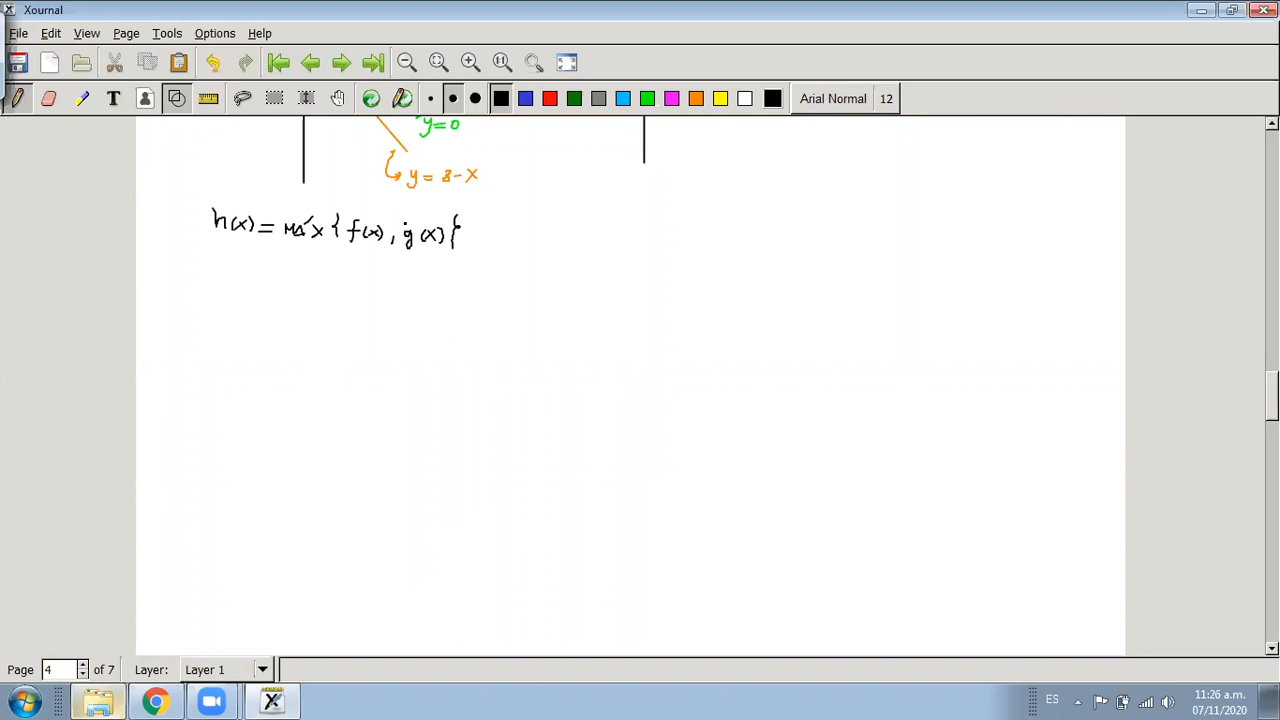 Xournal
File Edit View Page Tools Options Help
Arial Normal 12
y=0
y = 3-x
h(x) = MÁX { f(x), g(x) }
Page 4 of 7 Layer: Layer 1
ES 11:26 a.m.
07/11/2020